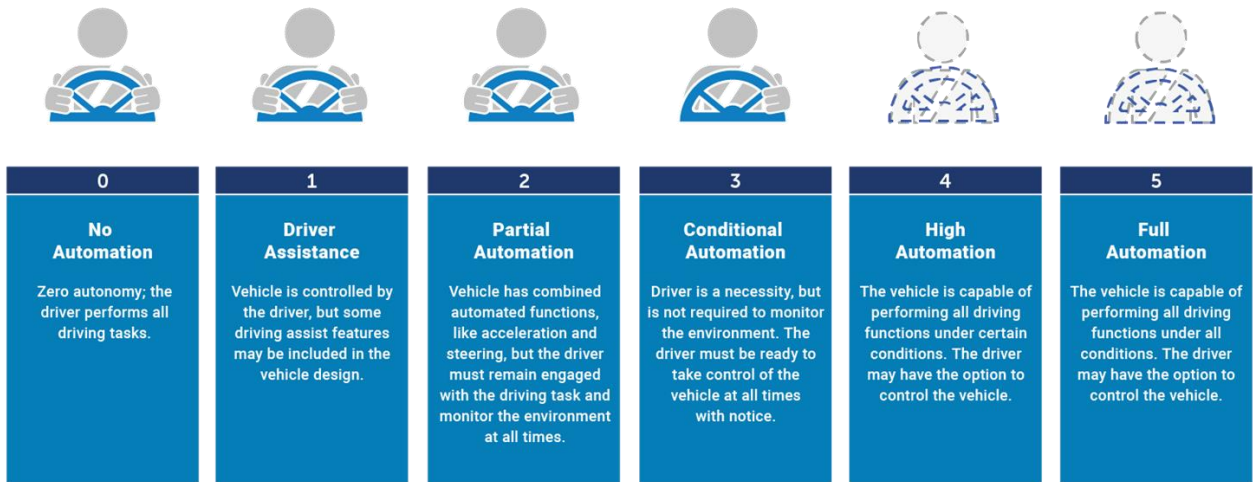 0
No
Automation
Zero autonomy; the
driver performs all
driving tasks.
1
Driver
Assistance
Vehicle is controlled by
the driver, but some
driving assist features
may be included in the
vehicle design.
2
Partial
Automation
Vehicle has combined
automated functions,
like acceleration and
steering, but the driver
must remain engaged
with the driving task and
monitor the environment
at all times.
3
Conditional
Automation
Driver is a necessity, but
is not required to monitor
the environment. The
driver must be ready to
take control of the
vehicle at all times
with notice.
4
High
Automation
The vehicle is capable of
performing all driving
functions under certain
conditions. The driver
may have the option to
control the vehicle.
5
Full
Automation
The vehicle is capable of
performing all driving
functions under all
conditions. The driver
may have the option to
control the vehicle.